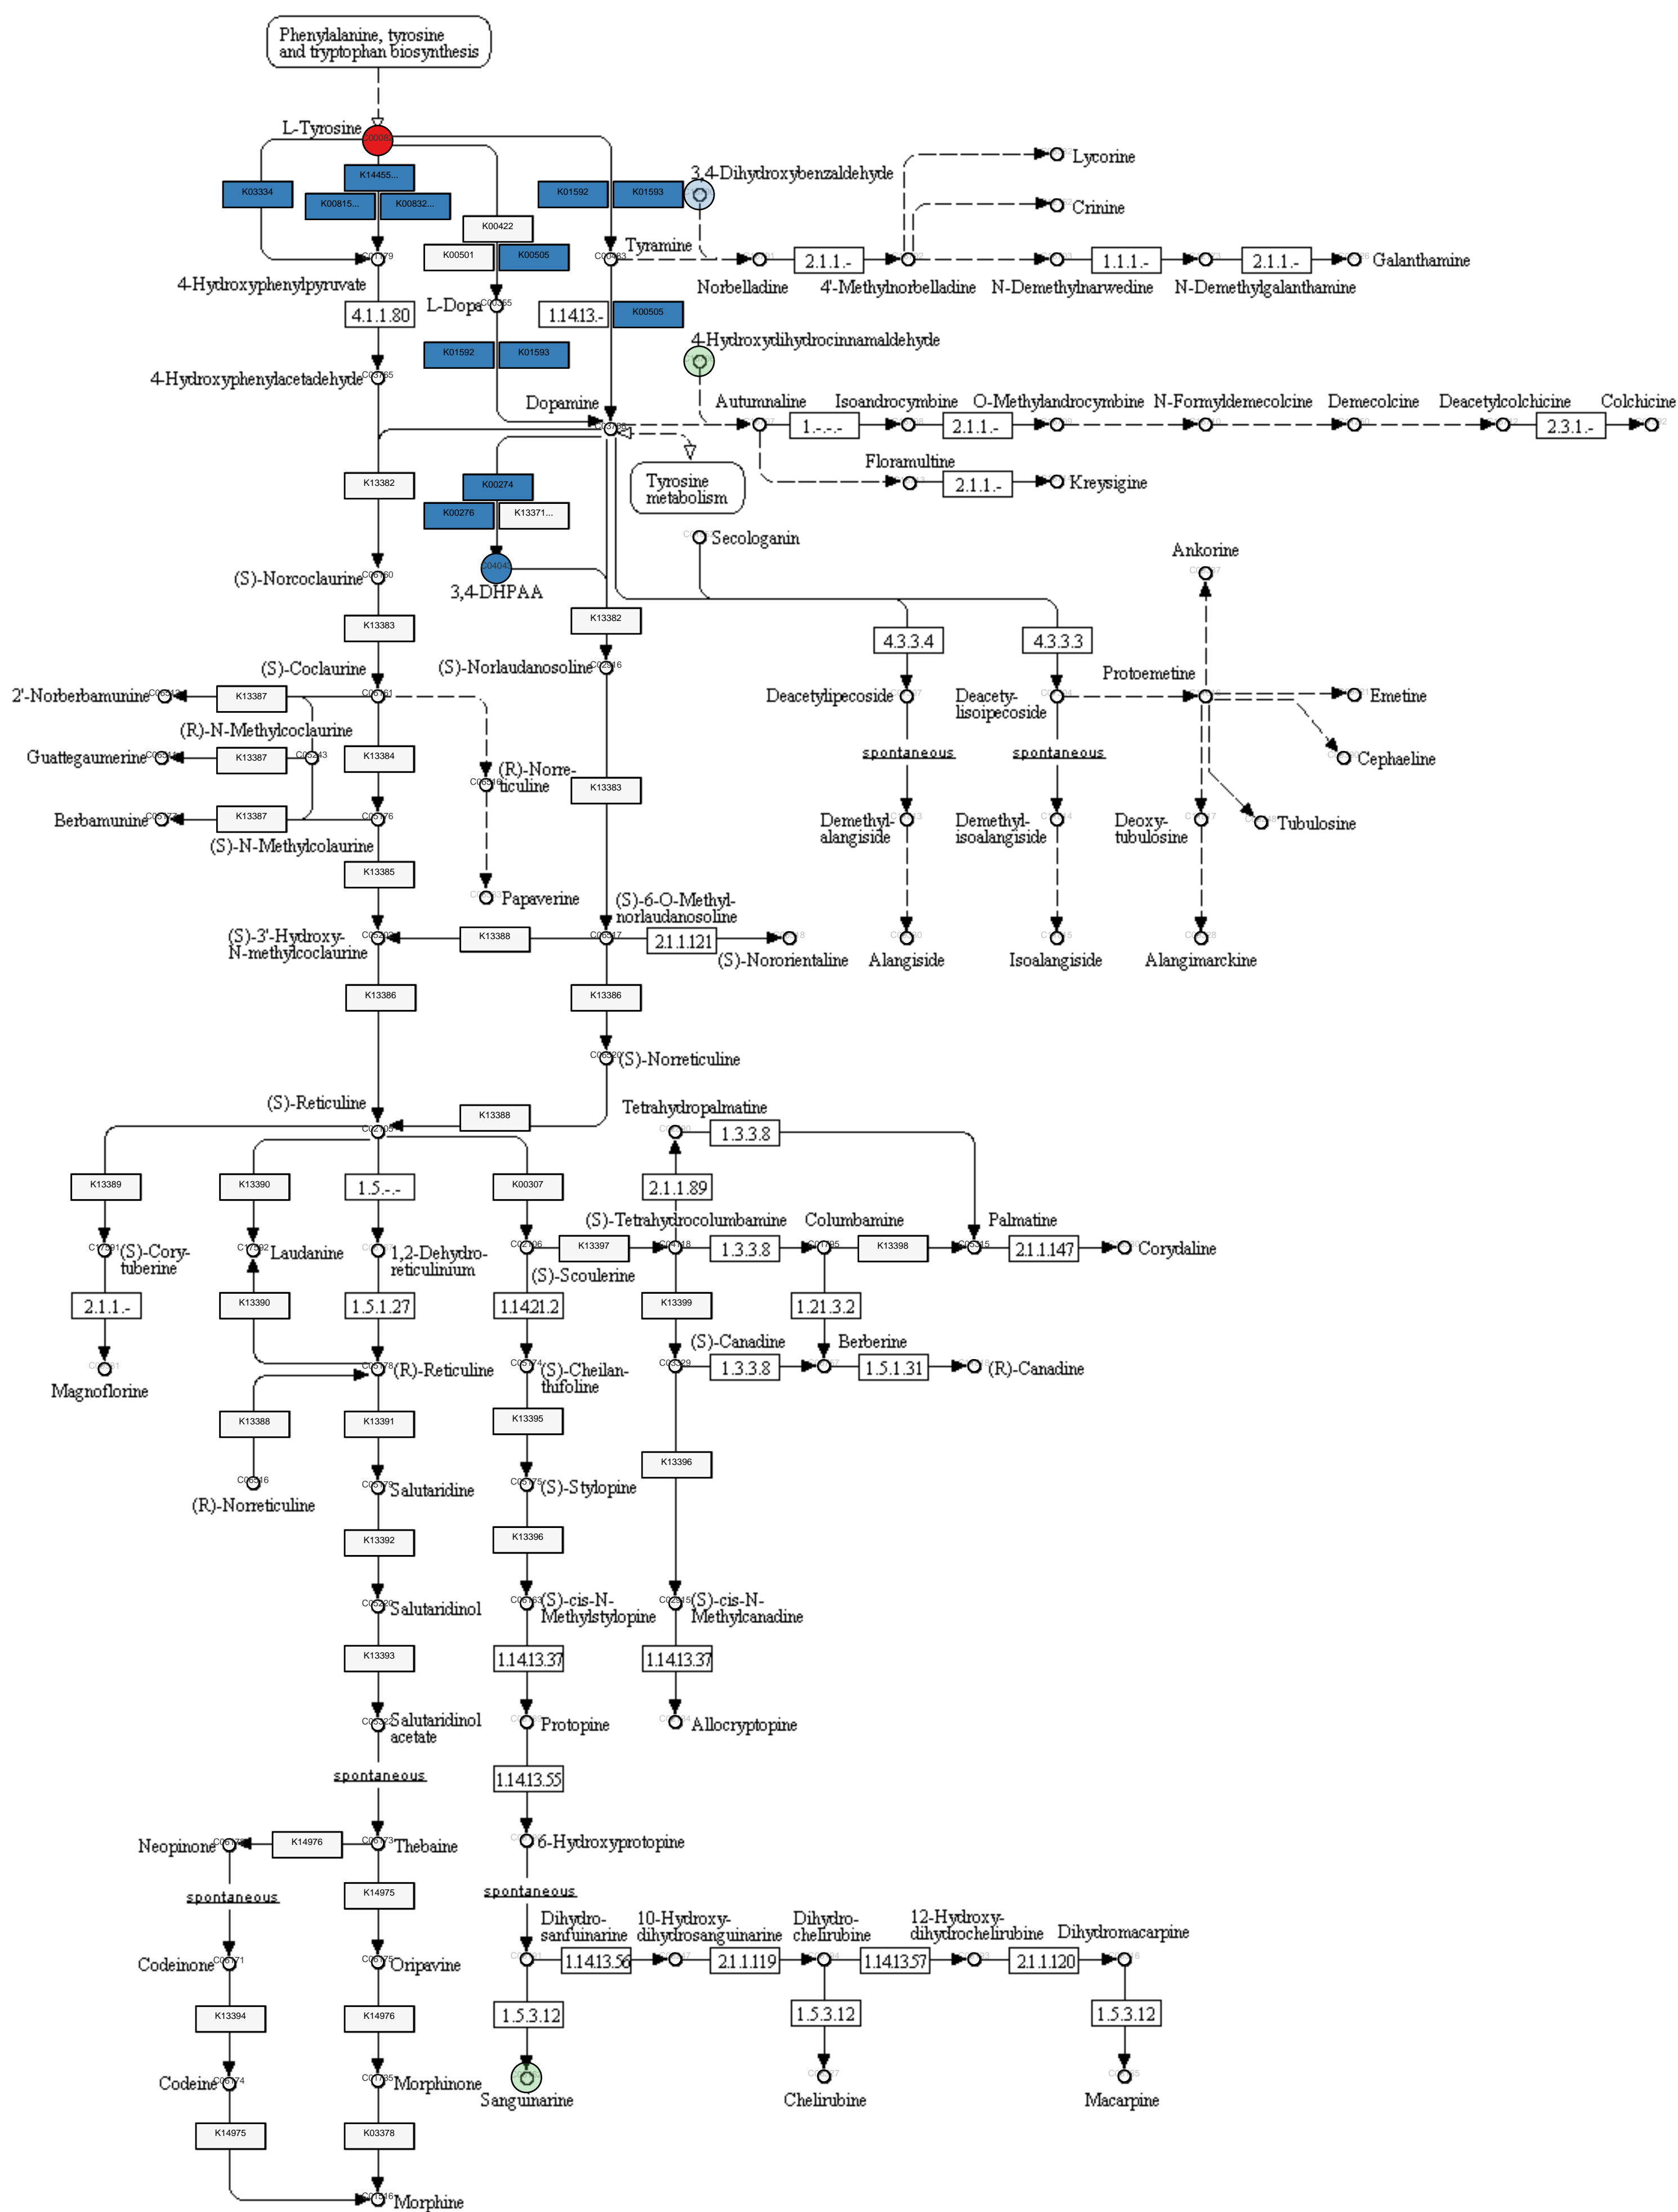 Phenylalanine, tyrosine
and tryptophan biosynthesis
L-Tyrosine
K03334
K14455...
K00815...
K00832...
K01592
K01593
3,4-Dihydroxybenzaldehyde
Lycorine
Crinine
K00422
K00501
K00505
Tyramine
4-Hydroxyphenylpyruvate
Norbelladine
2.1.1.-
4'-Methylnorbelladine
N-Demethylnarwedine
1.1.1.-
N-Demethylgalanthamine
2.1.1.-
Galanthamine
4.1.1.80
L-Dopa
1.14.13.-
K00505
K01592
K01593
4-Hydroxydihydrocinnamaldehyde
4-Hydroxyphenylacetadehyde
Dopamine
Autumnaline
1.-.-.-
Isoandrocymbine
2.1.1.-
O-Methylandrocymbine
N-Formyldemecolcine
Demecolcine
Deacetylcolchicine
2.3.1.-
Colchicine
Tyrosine
metabolism
Floramultine
2.1.1.-
Kreysigine
K13382
K00274
K00276
K13371...
Secologanin
Ankorine
(S)-Norcoclaurine
3,4-DHPAA
K13383
K13382
4.3.3.4
4.3.3.3
(S)-Coclaurine
(S)-Norlaudanosoline
Protoemetine
2'-Norberbamunine
K13387
Deacetylipecoside
Deacety-
lisoipecoside
Emetine
(R)-N-Methylcoclaurine
Guattegaumerine
K13387
K13384
(R)-Norre-
ticuline
K13383
spontaneous
spontaneous
Cephaeline
Berbamunine
K13387
(S)-N-Methylcolaurine
Demethyl-
alangiside
Demethyl-
isoalangiside
Deoxy-
tubulosine
Tubulosine
K13385
Papaverine
(S)-6-O-Methyl-
norlaudanosoline
(S)-3'-Hydroxy-
N-methylcoclaurine
K13388
2.1.1.121
(S)-Nororientaline
Alangiside
Isoalangiside
Alangimarckine
K13386
K13386
(S)-Norreticuline
(S)-Reticuline
K13388
Tetrahydropalmatine
1.3.3.8
K13389
K13390
1.5.-.-
K00307
2.1.1.89
(S)-Tetrahydrocolumbamine
Columbamine
Palmatine
(S)-Cory-
tuberine
Laudanine
1,2-Dehydro-
reticulinium
K13397
1.3.3.8
K13398
2.1.1.147
Corydaline
(S)-Scoulerine
2.1.1.-
K13390
1.5.1.27
1.14.21.2
K13399
1.21.3.2
(S)-Canadine
Berberine
Magnoflorine
(R)-Reticuline
(S)-Cheilan-
thifoline
1.3.3.8
1.5.1.31
(R)-Canadine
K13388
K13391
K13395
K13396
(R)-Norreticuline
Salutaridine
(S)-Stylopine
K13392
K13396
Salutaridinol
(S)-cis-N-
Methylstylopine
(S)-cis-N-
Methylcanadine
K13393
1.14.13.37
1.14.13.37
Salutaridinol
acetate
Protopine
Allocryptopine
spontaneous
1.14.13.55
Neopinone
K14976
Thebaine
6-Hydroxyprotopine
spontaneous
K14975
spontaneous
Dihydro-
sanfuinarine
10-Hydroxy-
dihydrosanguinarine
Dihydro-
chelirubine
12-Hydroxy-
dihydrochelirubine
Dihydromacarpine
Codeinone
Oripavine
1.14.13.56
2.1.1.119
1.14.13.57
2.1.1.120
K13394
K14976
1.5.3.12
1.5.3.12
1.5.3.12
Codeine
Morphinone
Sanguinarine
Chelirubine
Macarpine
K14975
K03378
Morphine